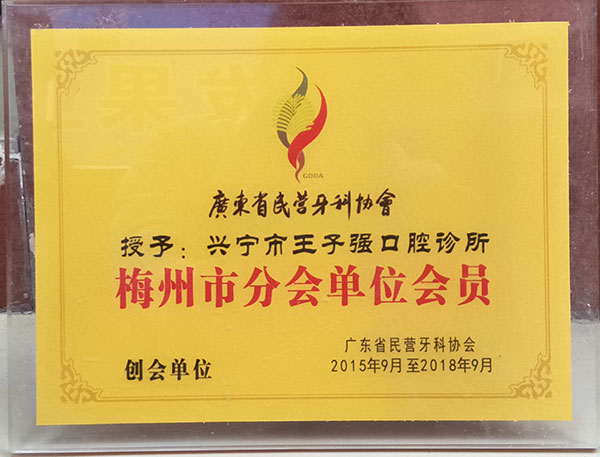 GDDA
廣東省民营牙科协會
授予：兴宁市王子强口腔诊所
梅州市分会单位会员
广东省民营牙科协会
创会单位
2015年9月至2018年9月